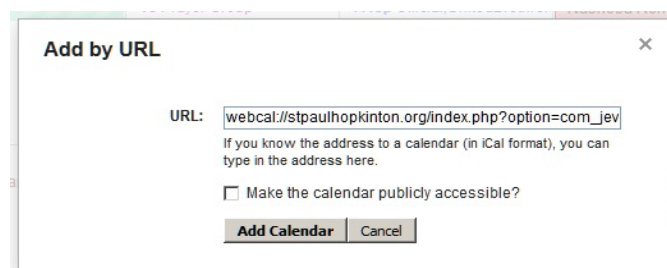 Add by URL
URL: webcal://stpaulhopkinton.org/index.php?option=com_jev
If you know the address to a calendar (in iCal format), you can
type in the address here.
Make the calendar publicly accessible?
Add Calendar Cancel